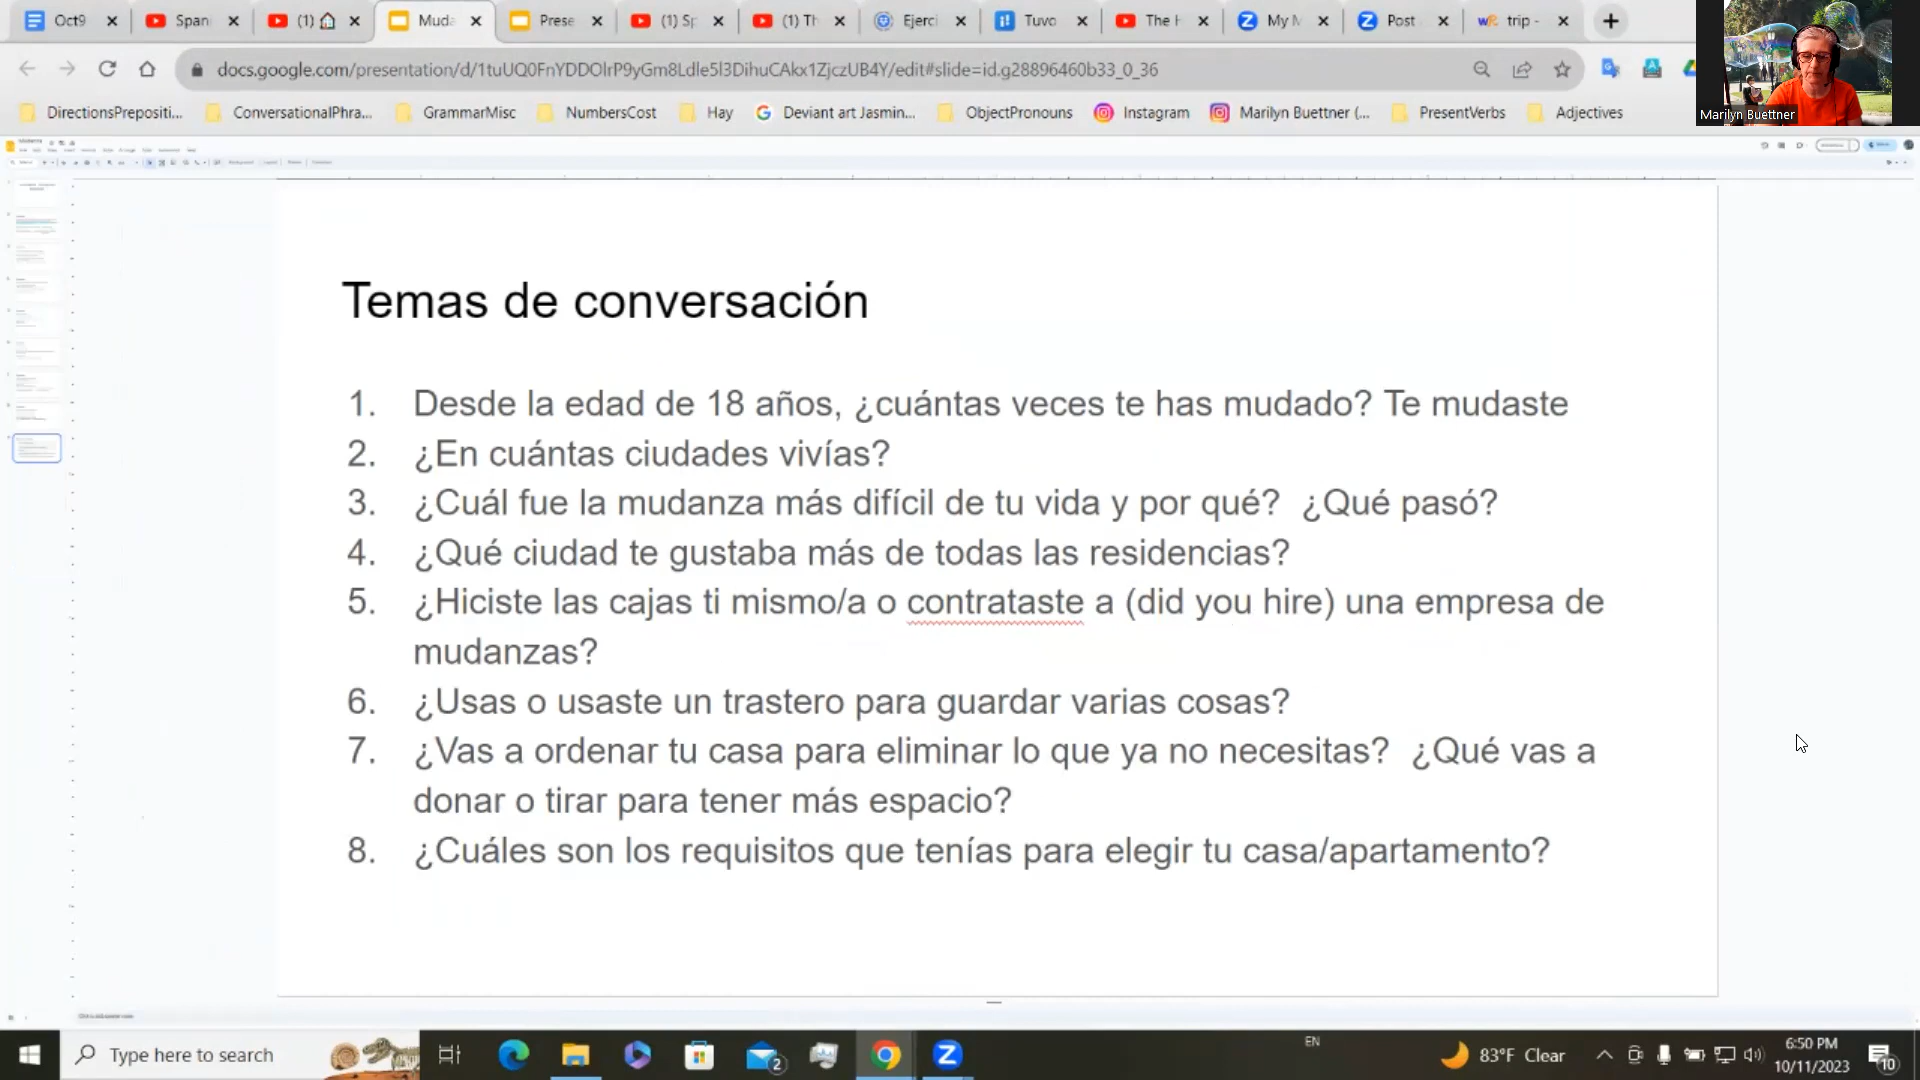 Oct9 Spani (1) Muda Prese (1) Sp (1) Th Ejerci Tuvo The H My M Post trip -
docs.google.com/presentation/d/1tuUQ0FnYDDOlrP9yGm8Ldle5l3DihuCAkx1ZjczUB4Y/edit#slide=id.g28896460b33_0_36
DirectionsPrepositi... ConversationalPhra... GrammarMisc NumbersCost Hay Deviant art Jasmin... ObjectPronouns Instagram Marilyn Buettner (... PresentVerbs Adjectives
Marilyn Buettner
Temas de conversación
1. Desde la edad de 18 años, ¿cuántas veces te has mudado? Te mudaste
2. ¿En cuántas ciudades vivías?
3. ¿Cuál fue la mudanza más difícil de tu vida y por qué? ¿Qué pasó?
4. ¿Qué ciudad te gustaba más de todas las residencias?
5. ¿Hiciste las cajas ti mismo/a o contrataste a (did you hire) una empresa de
mudanzas?
6. ¿Usas o usaste un trastero para guardar varias cosas?
7. ¿Vas a ordenar tu casa para eliminar lo que ya no necesitas? ¿Qué vas a
donar o tirar para tener más espacio?
8. ¿Cuáles son los requisitos que tenías para elegir tu casa/apartamento?
Type here to search
2
EN
83°F Clear
6:50 PM
10/11/2023
10